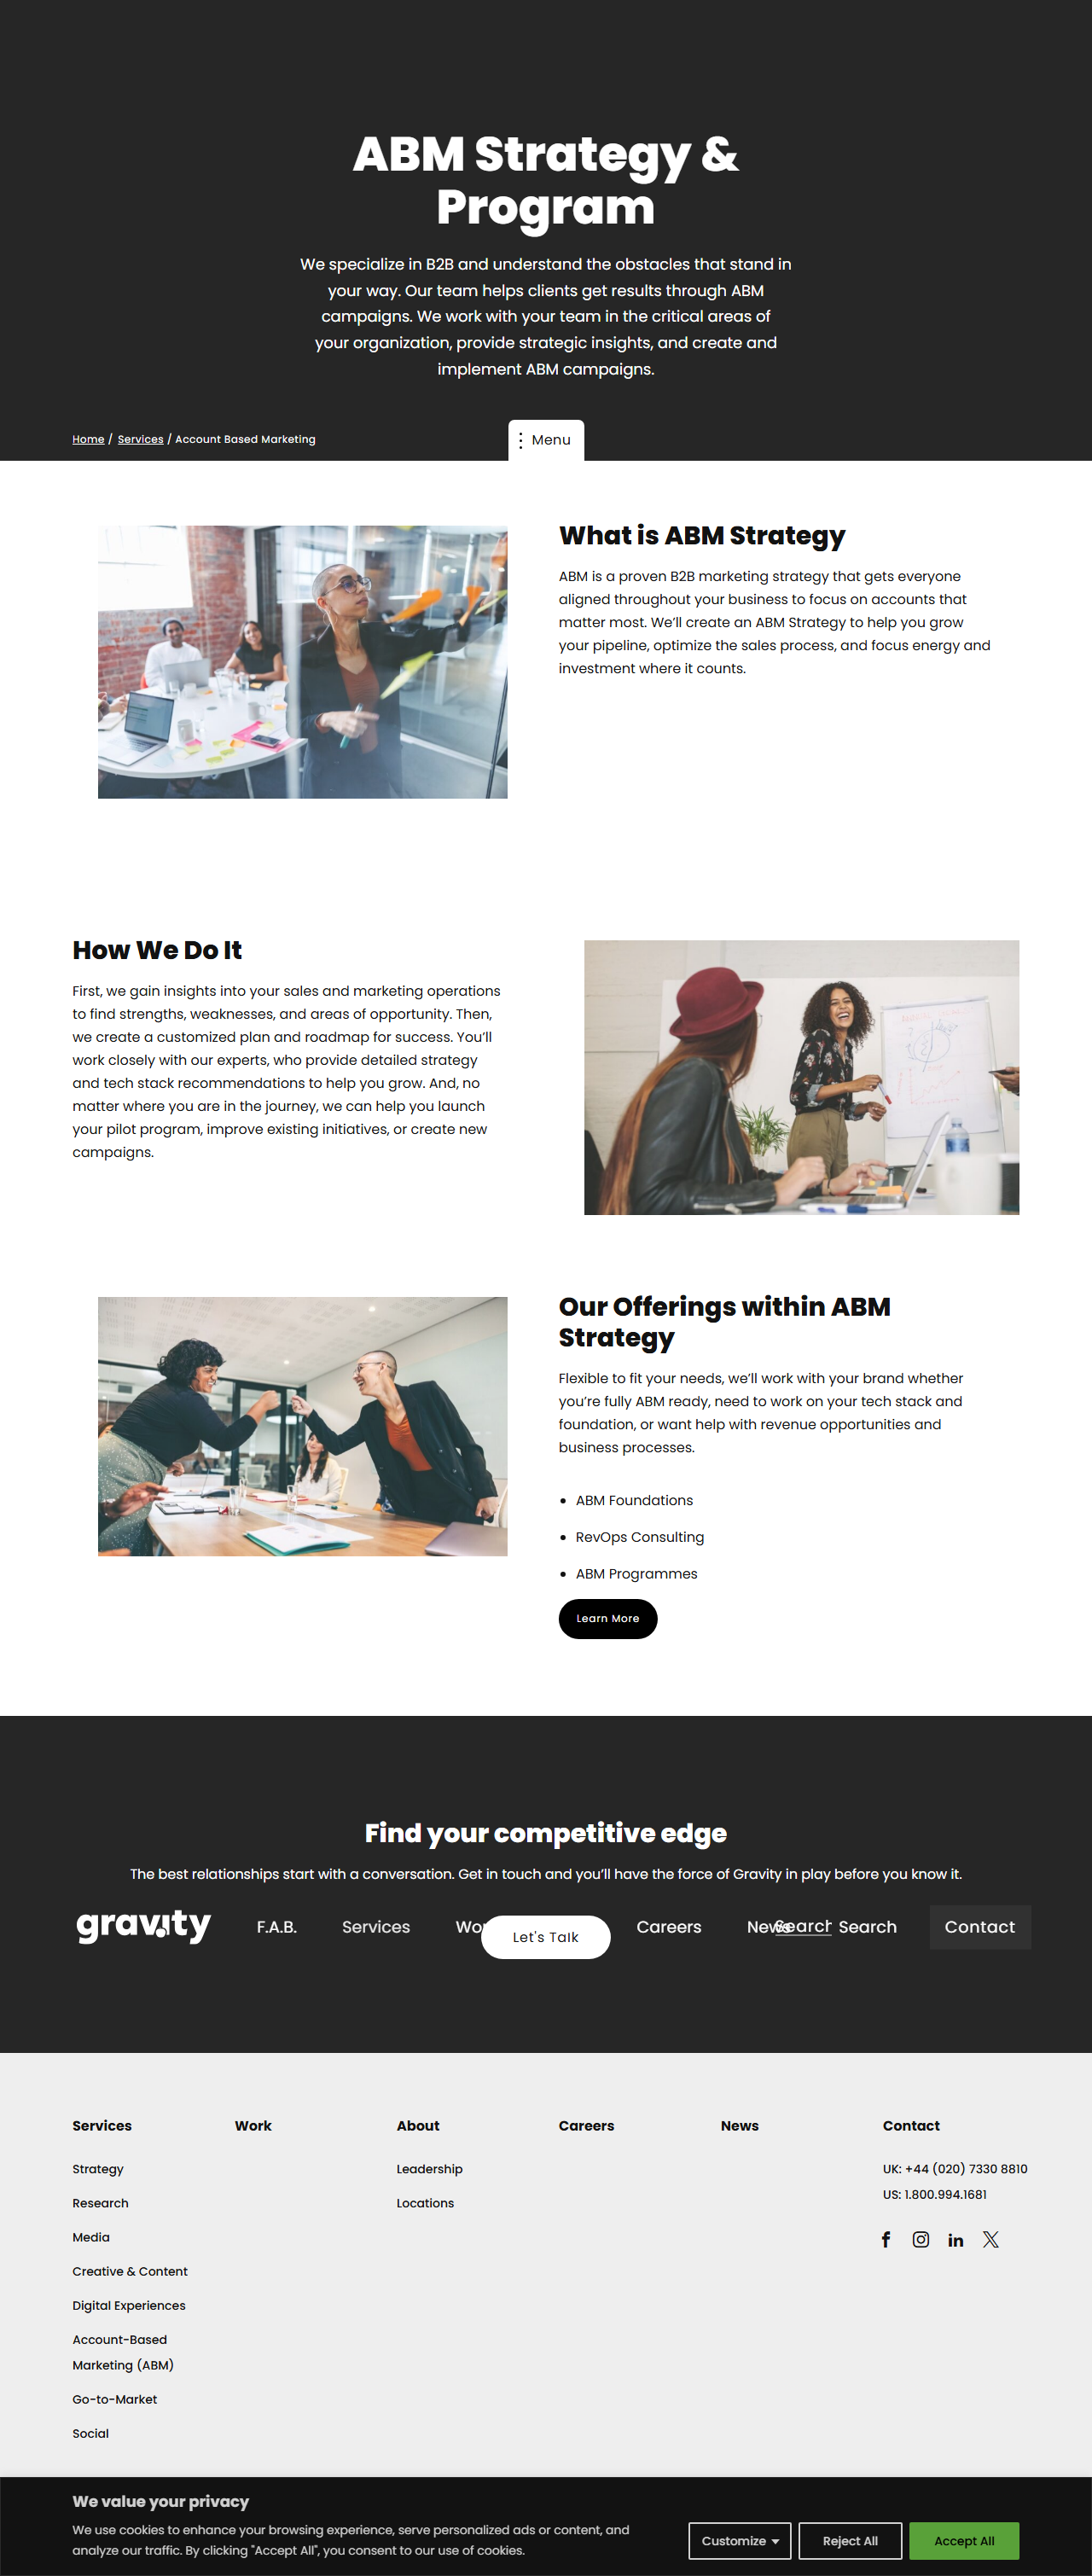 ABM Strategy &
Program
We specialize in B2B and understand the obstacles that stand in
your way. Our team helps clients get results through ABM
campaigns. We work with your team in the critical areas of
your organization, provide strategic insights, and create and
implement ABM campaigns.
Home / Services / Account Based Marketing
Menu
What is ABM Strategy
ABM is a proven B2B marketing strategy that gets everyone
aligned throughout your business to focus on accounts that
matter most. We'll create an ABM Strategy to help you grow
your pipeline, optimize the sales process, and focus energy and
investment where it counts.
How We Do It
First, we gain insights into your sales and marketing operations
to find strengths, weaknesses, and areas of opportunity. Then,
we create a customized plan and roadmap for success. You'll
work closely with our experts, who provide detailed strategy
and tech stack recommendations to help you grow. And, no
matter where you are in the journey, we can help you launch
your pilot program, improve existing initiatives, or create new
campaigns.
Our Offerings within ABM
Strategy
Flexible to fit your needs, we'll work with your brand whether
you're fully ABM ready, need to work on your tech stack and
foundation, or want help with revenue opportunities and
business processes.
• ABM Foundations
• RevOps Consulting
• ABM Programmes
Learn More
Find your competitive edge
The best relationships start with a conversation. Get in touch and you'll have the force of Gravity in play before you know it.
gravity F.A.B. Services Let's Talk Careers News Search Search Contact
Services Work About Careers News Contact
Strategy Leadership UK: +44 (020) 7330 8810
US: 1.800.994.1681
Research Locations
Media
Creative & Content
Digital Experiences
Account-Based
Marketing (ABM)
Go-to-Market
Social
We value your privacy
We use cookies to enhance your browsing experience, serve personalized ads or content, and
analyze our traffic. By clicking "Accept All", you consent to our use of cookies.
Customize Reject All Accept All